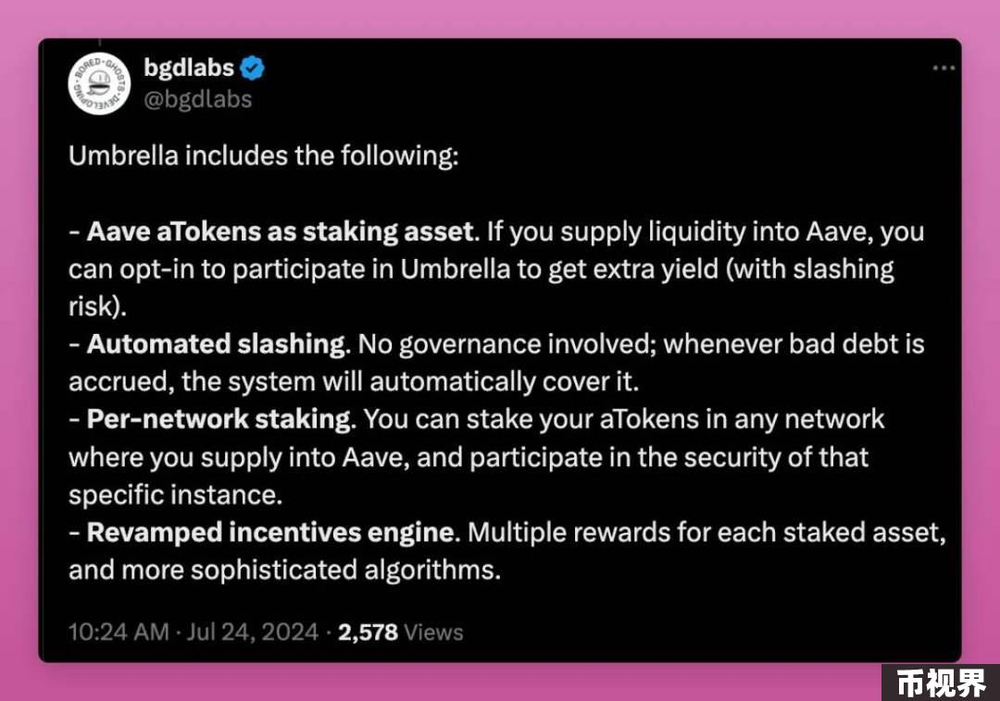 BORED · GHOSTS · DEVELOPING
bgdlabs
@bgdlabs
Umbrella includes the following:
- Aave aTokens as staking asset. If you supply liquidity into Aave, you
can opt-in to participate in Umbrella to get extra yield (with slashing
risk).
- Automated slashing. No governance involved; whenever bad debt is
accrued, the system will automatically cover it.
- Per-network staking. You can stake your aTokens in any network
where you supply into Aave, and participate in the security of that
specific instance.
- Revamped incentives engine. Multiple rewards for each staked asset,
and more sophisticated algorithms.
10:24 AM · Jul 24, 2024 · 2,578 Views
币视界